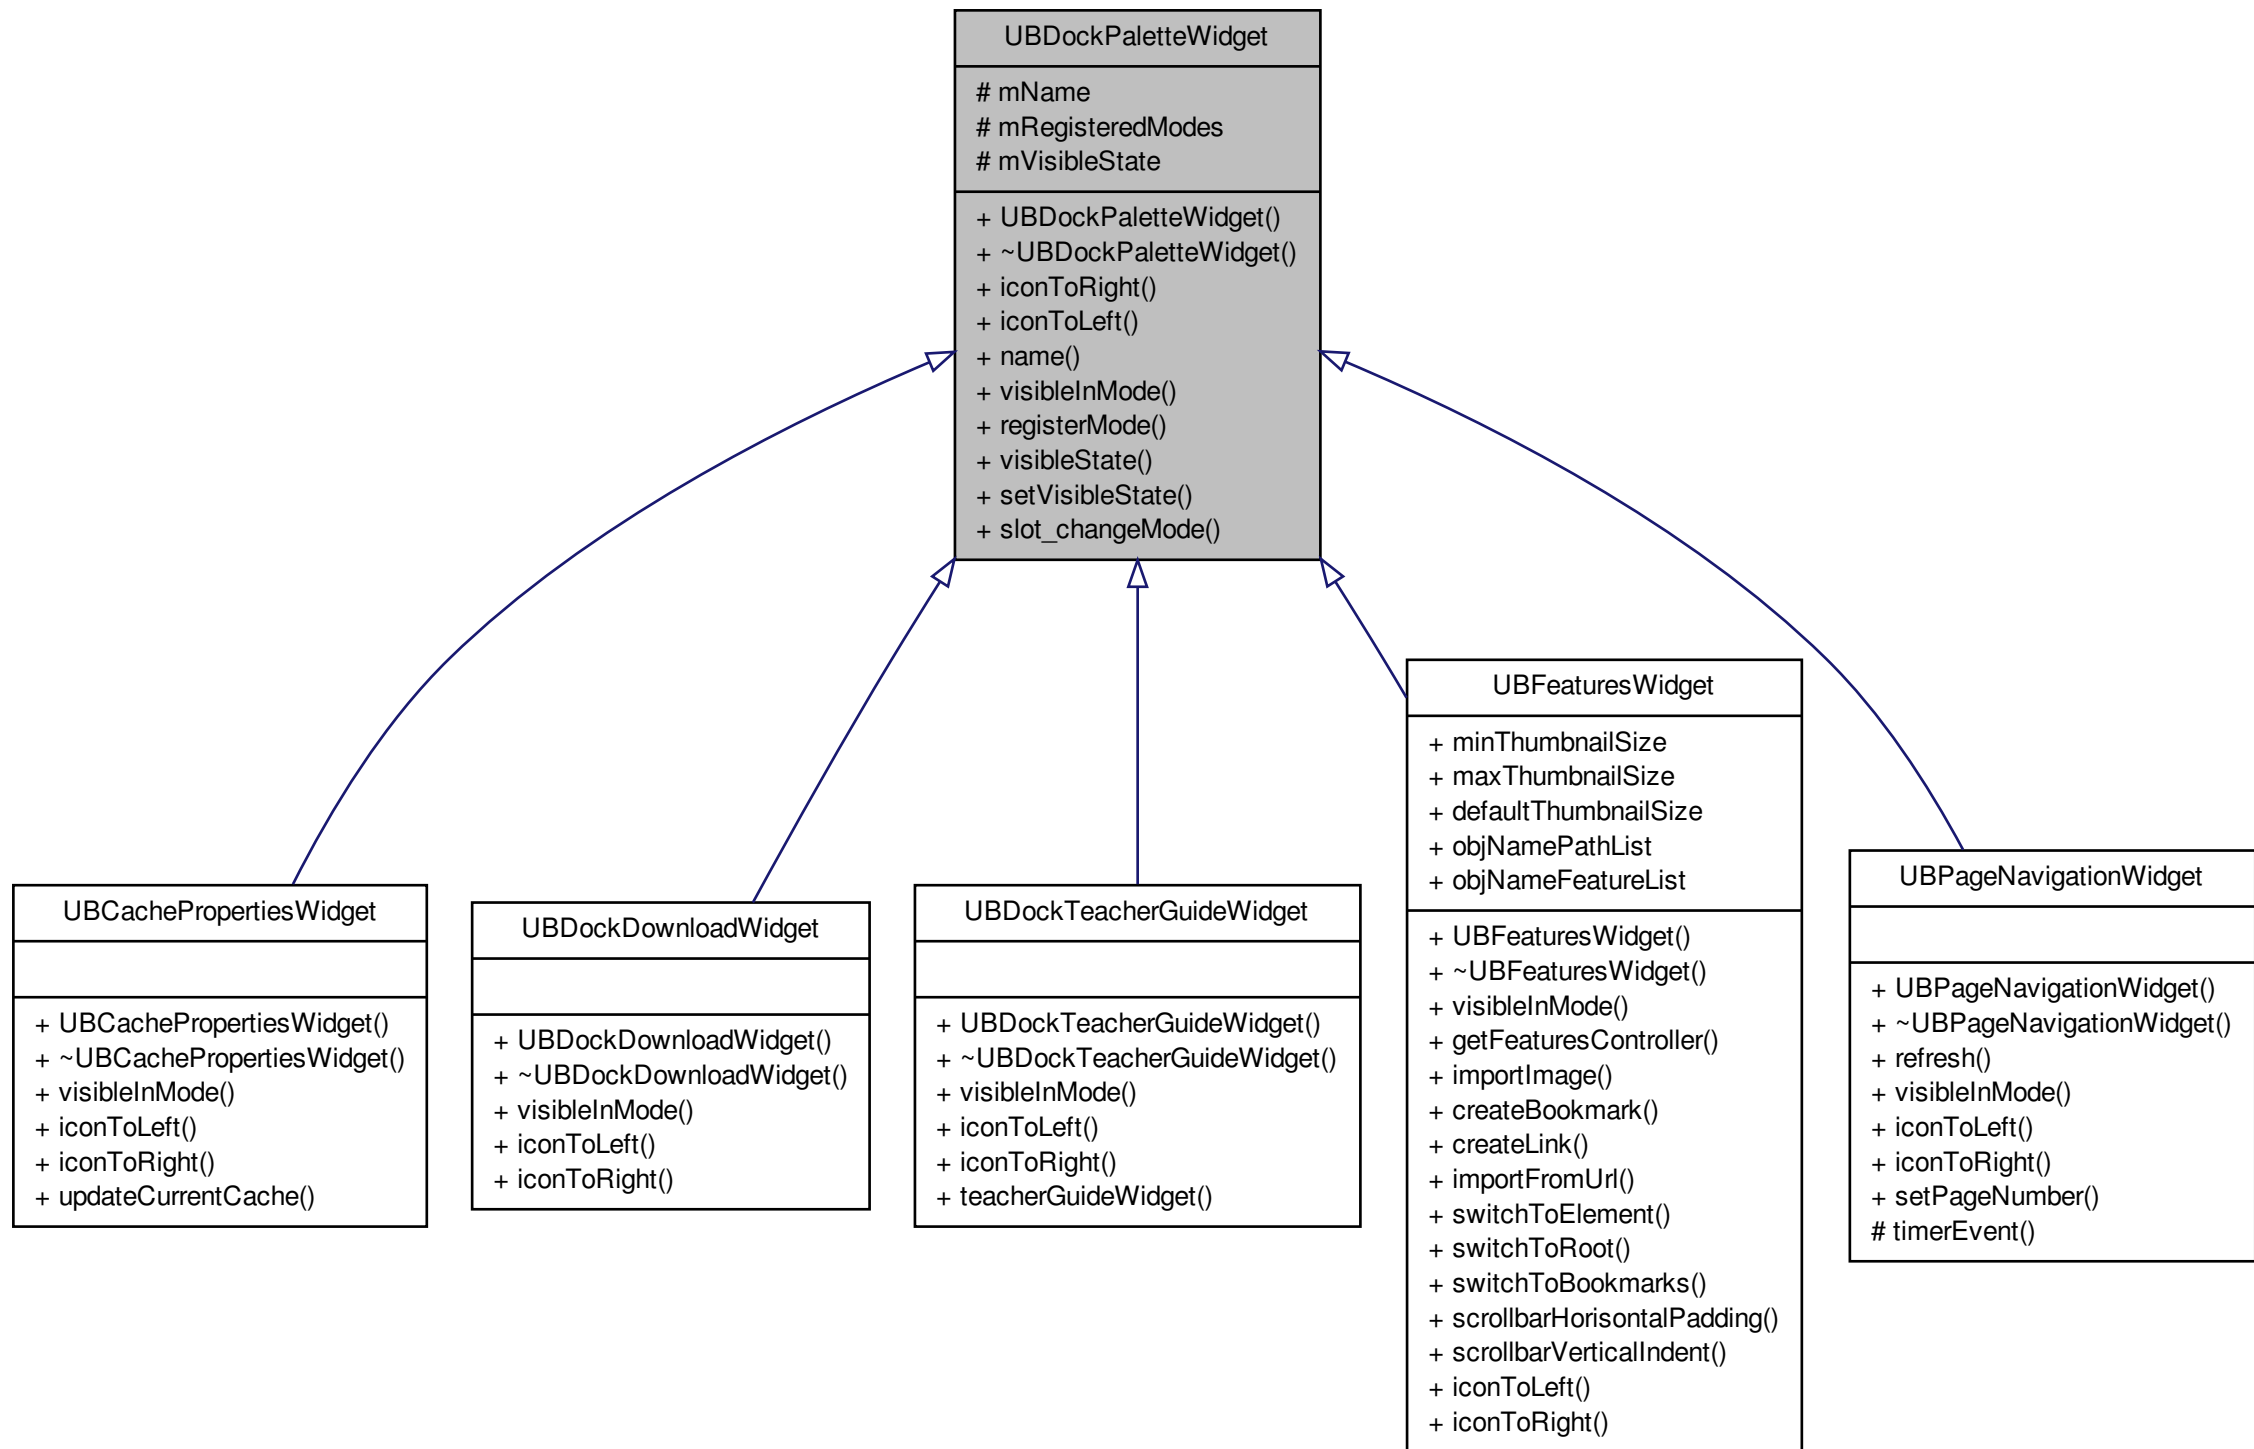 UBDockPaletteWidget
# mName
# mRegisteredModes
# mVisibleState
+ UBDockPaletteWidget()
+ ~UBDockPaletteWidget()
+ iconToRight()
+ iconToLeft()
+ name()
+ visibleInMode()
+ registerMode()
+ visibleState()
+ setVisibleState()
+ slot_changeMode()
UBCachePropertiesWidget
+ UBCachePropertiesWidget()
+ ~UBCachePropertiesWidget()
+ visibleInMode()
+ iconToLeft()
+ iconToRight()
+ updateCurrentCache()
UBDockDownloadWidget
+ UBDockDownloadWidget()
+ ~UBDockDownloadWidget()
+ visibleInMode()
+ iconToLeft()
+ iconToRight()
UBDockTeacherGuideWidget
+ UBDockTeacherGuideWidget()
+ ~UBDockTeacherGuideWidget()
+ visibleInMode()
+ iconToLeft()
+ iconToRight()
+ teacherGuideWidget()
UBFeaturesWidget
+ minThumbnailSize
+ maxThumbnailSize
+ defaultThumbnailSize
+ objNamePathList
+ objNameFeatureList
+ UBFeaturesWidget()
+ ~UBFeaturesWidget()
+ visibleInMode()
+ getFeaturesController()
+ importImage()
+ createBookmark()
+ createLink()
+ importFromUrl()
+ switchToElement()
+ switchToRoot()
+ switchToBookmarks()
+ scrollbarHorisontalPadding()
+ scrollbarVerticalIndent()
+ iconToLeft()
+ iconToRight()
UBPageNavigationWidget
+ UBPageNavigationWidget()
+ ~UBPageNavigationWidget()
+ refresh()
+ visibleInMode()
+ iconToLeft()
+ iconToRight()
+ setPageNumber()
# timerEvent()